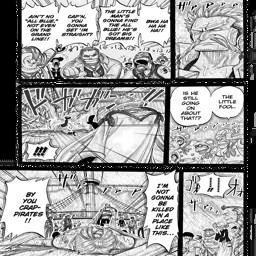 BWA HA
HA HA!!
THE LITTLE
MAN'S
GONNA FIND
THE ALL
BLUE! HE'S
GOT BIG
DREAMS!!
CAP'N,
YOU
GONNA
SET 'IM
STRAIGHT?
AIN'T NO
"ALL BLUE,"
NOT EVEN
ON THE
GRAND
LINE!!
THE
LITTLE
FOOL.
IS HE
STILL
GOING
ON
ABOUT
THAT!?
!!!
I'M
NOT
GONNA
BE
KILLED
IN A
PLACE
LIKE
THIS...
BY
YOU
CRAP-
PIRATES
!!